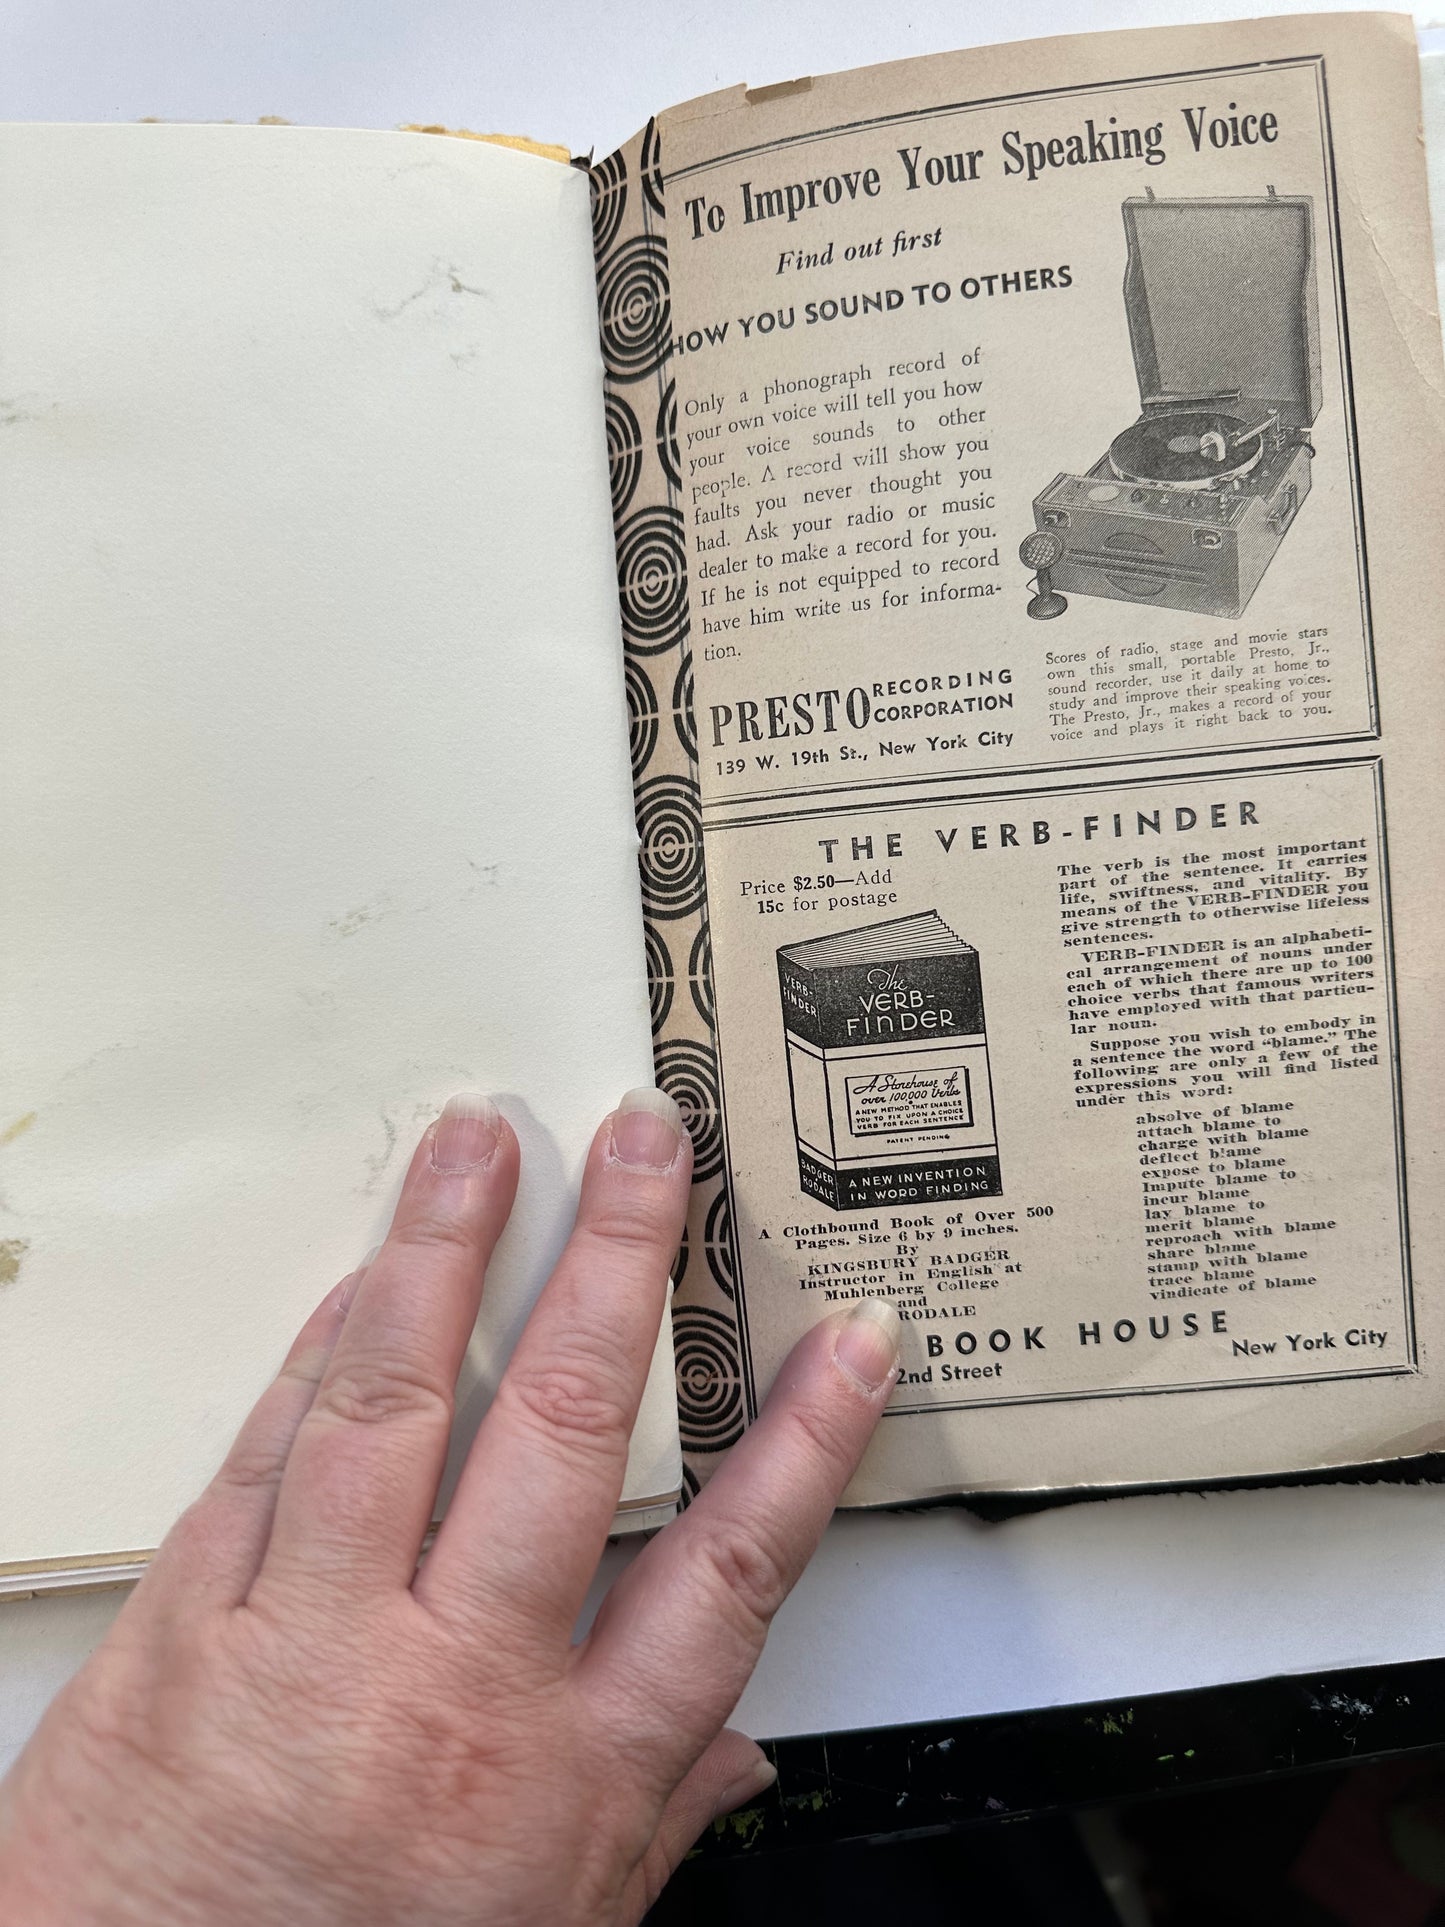 To Improve Your Speaking Voice
Find out first
HOW YOU SOUND TO OTHERS
Only a phonograph record of
your own voice will tell you how
your voice sounds to other
people. A record will show you
faults you never thought you
had. Ask your radio or music
dealer to make a record for you.
If he is not equipped to record
have him write us for informa-
tion.
PRESTO RECORDING
CORPORATION
139 W. 19th St., New York City
Scores of radio, stage and movie stars
own this small, portable Presto, Jr.,
sound recorder, use it daily at home to
study and improve their speaking voices.
The Presto, Jr., makes a record of your
voice and plays it right back to you.
THE VERB-FINDER
Price $2.50—Add
15c for postage
VERB-
FINDER
The
VERB-
FINDER
A Storehouse of
over 100,000 Verbs
A NEW METHOD THAT ENABLES
YOU TO FIX UPON A CHOICE
VERB FOR EACH SENTENCE
PATENT PENDING
BADGER
RODALE
A NEW INVENTION
IN WORD FINDING
A Clothbound Book of Over 500
Pages. Size 6 by 9 inches.
By
KINGSBURY BADGER
Instructor in English at
Muhlenberg College
and
RODALE
The verb is the most important
part of the sentence. It carries
life, swiftness, and vitality. By
means of the VERB-FINDER you
give strength to otherwise lifeless
sentences.
VERB-FINDER is an alphabeti-
cal arrangement of nouns under
each of which there are up to 100
choice verbs that famous writers
have employed with that particu-
lar noun.
Suppose you wish to embody in
a sentence the word “blame.” The
following are only a few of the
expressions you will find listed
under this word:
absolve of blame
attach blame to
charge with blame
deflect blame
expose to blame
Impute blame to
incur blame
lay blame to
merit blame
reproach with blame
share blame
stamp with blame
trace blame
vindicate of blame
BOOK HOUSE
2nd Street New York City